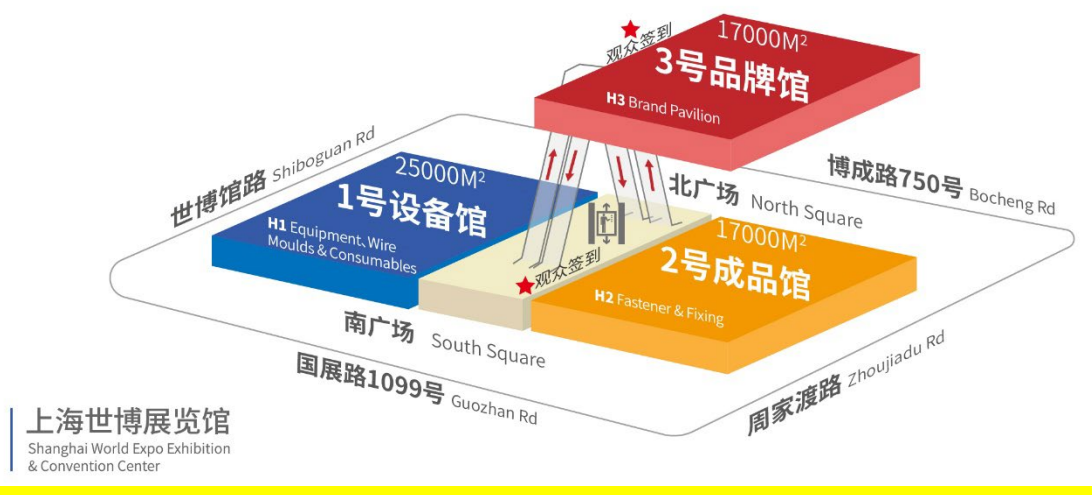 观众签到
17000M²
3号品牌馆
H3 Brand Pavilion
世博馆路 Shiboguan Rd
25000M²
1号设备馆
H1 Equipment、Wire
Moulds & Consumables
博成路750号 Bocheng Rd
北广场 North Square
17000M²
2号成品馆
H2 Fastener & Fixing
观众签到
南广场 South Square
国展路1099号 Guozhan Rd
周家渡路 Zhoujiadu Rd
上海世博展览馆
Shanghai World Expo Exhibition
& Convention Center